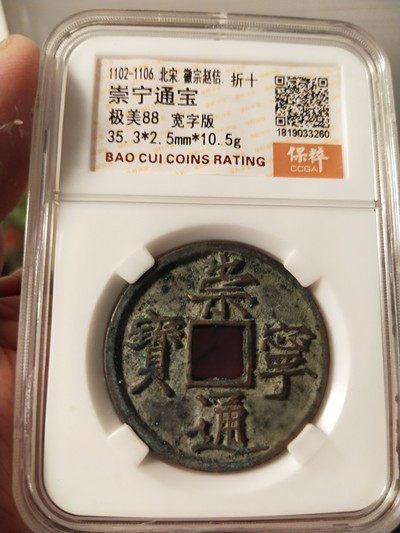 1102-1106.北宋.徽宗赵佶. 折十
崇宁通宝
极美88 宽字版
35.3*2.5mm*10.5g
BAO CUI COINS RATING
1819033260
保粹
CCGA
崇寧通寳